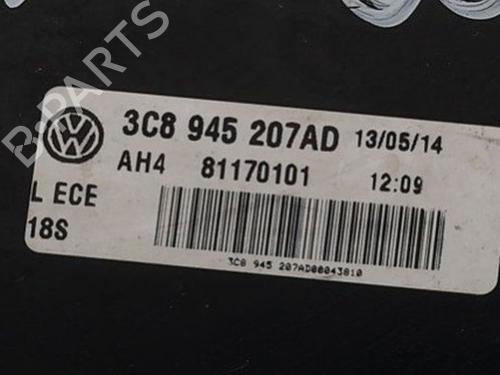 B-PARTS
3C8 945 207AD 13/05/14
AH4 81170101 12:09
L ECE
18S
3C8 945 207AD00043810